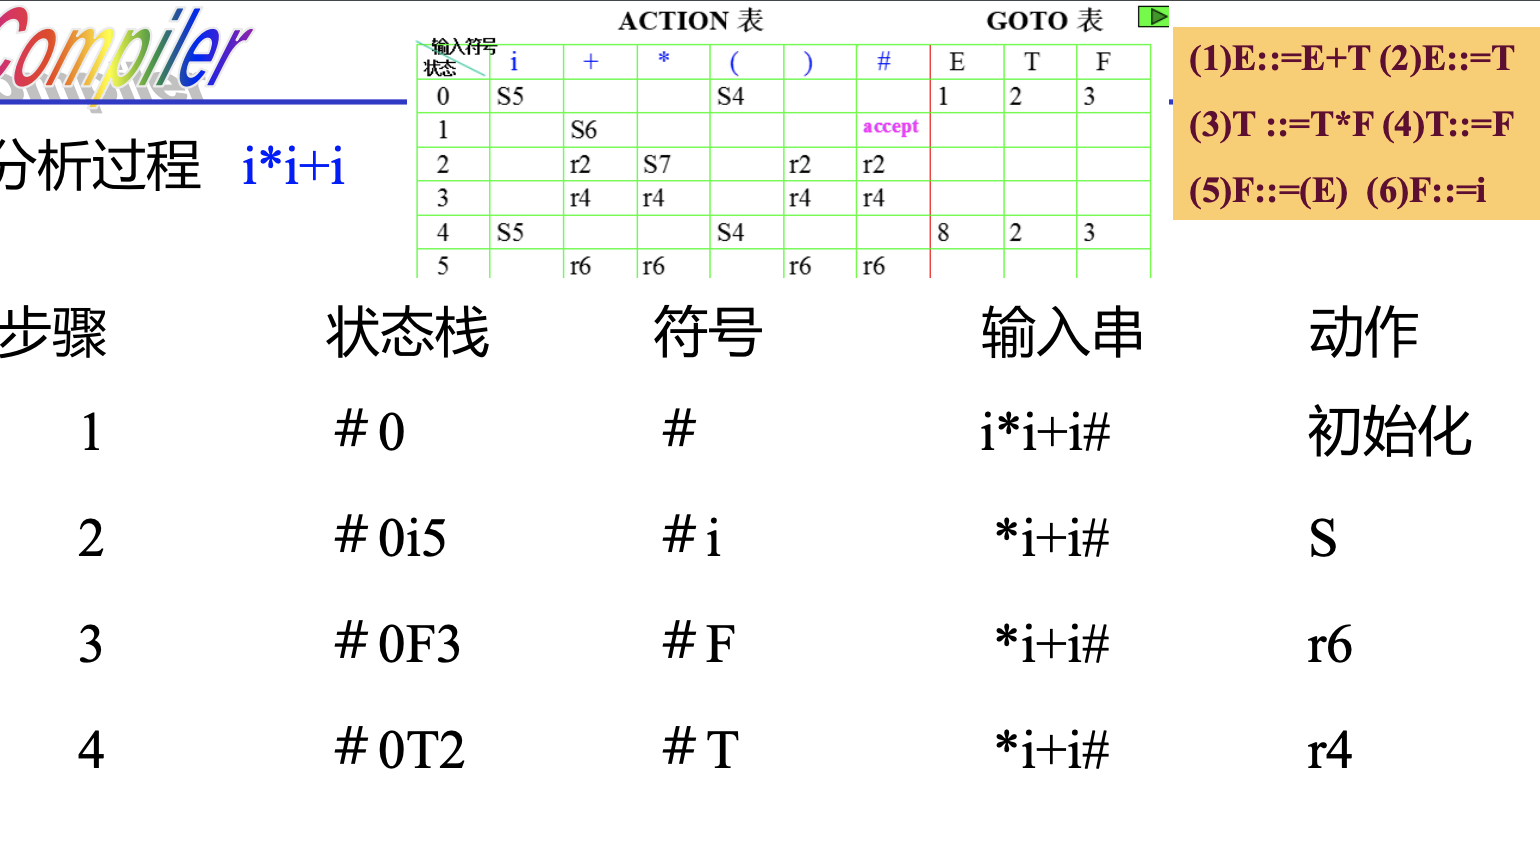 Compiler
ACTION 表 GOTO 表
输入符号
状态 i + * ( ) # E T F
0 S5 S4 1 2 3
1 S6 accept
2 r2 S7 r2 r2
3 r4 r4 r4 r4
4 S5 S4 8 2 3
5 r6 r6 r6 r6
(1)E::=E+T (2)E::=T
(3)T ::=T*F (4)T::=F
(5)F::=(E) (6)F::=i
分析过程 i*i+i
步骤 状态栈 符号 输入串 动作
1 #0 # i*i+i# 初始化
2 #0i5 #i *i+i# S
3 #0F3 #F *i+i# r6
4 #0T2 #T *i+i# r4